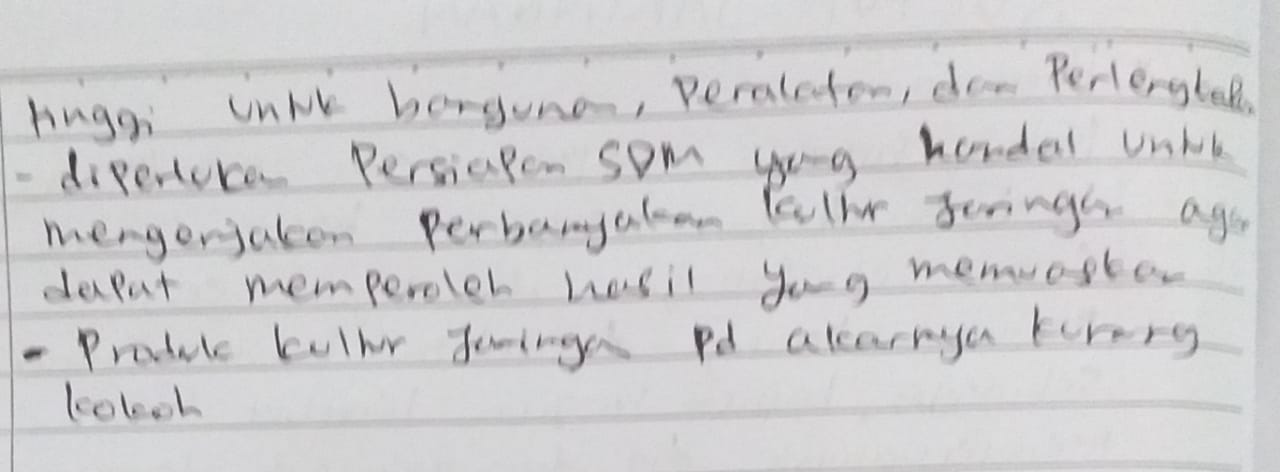 tinggi untuk bangunan, Peralatan, dan Perlengkap.
- diperlukan Persiapan SDM yang handal untuk
mengerjakan Perbanyakan kultur Jaringan agar
dapat memperoleh hasil yang memuaskan
- Produk kultur Jaringan pd akarnya kurang
kokoh